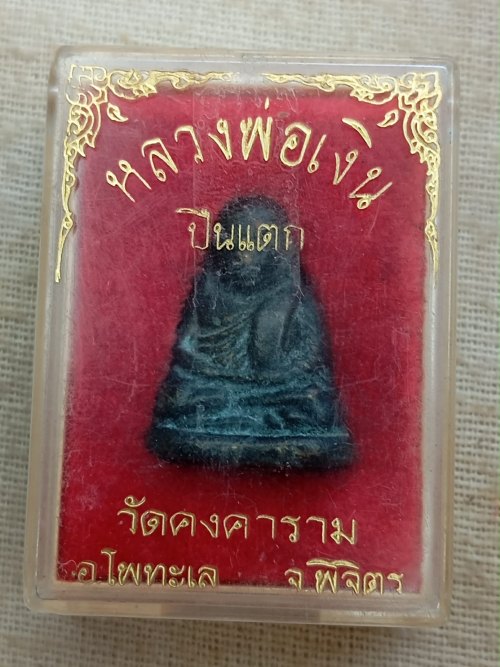 หลวงพ่อเงิน
ปืนแตก
วัดคงคาราม
อ.โพทะเล จ.พิจิตร